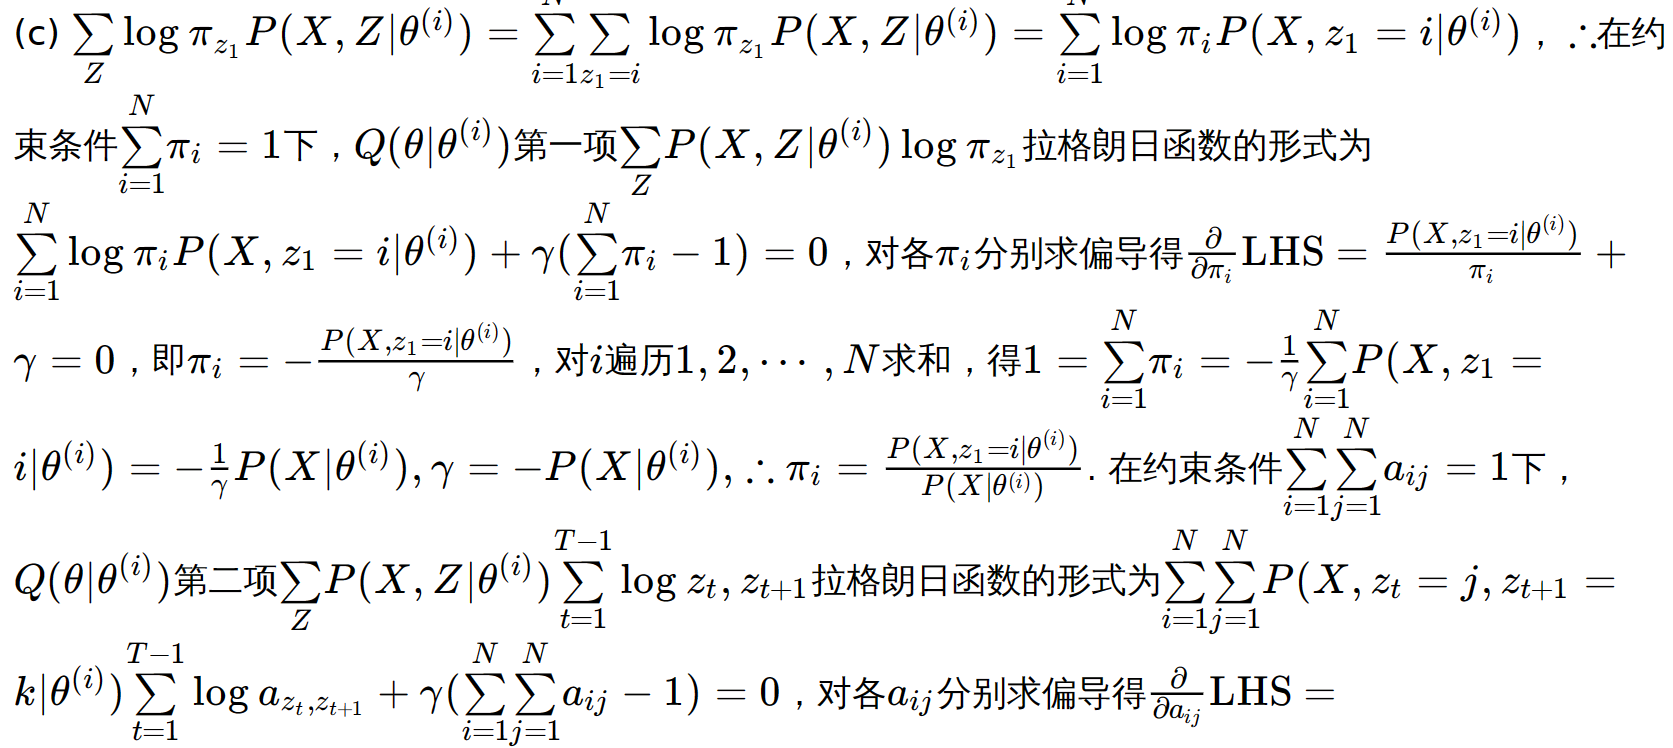 (c) $\sum_{Z} \log \pi_{z_1} P(X, Z|\theta^{(i)}) = \sum_{i=1}^{N} \sum_{z_1=i} \log \pi_{z_1} P(X, Z|\theta^{(i)}) = \sum_{i=1}^{N} \log \pi_i P(X, z_1 = i|\theta^{(i)})$，∴在约
束条件$\sum_{i=1}^{N} \pi_i = 1$下，$Q(\theta|\theta^{(i)})$第一项$\sum_{Z} P(X, Z|\theta^{(i)}) \log \pi_{z_1}$拉格朗日函数的形式为
$\sum_{i=1}^{N} \log \pi_i P(X, z_1 = i|\theta^{(i)}) + \gamma(\sum_{i=1}^{N} \pi_i - 1) = 0$，对各$\pi_i$分别求偏导得$\frac{\partial}{\partial \pi_i} \mathrm{LHS} = \frac{P(X, z_1=i|\theta^{(i)})}{\pi_i} +$
$\gamma = 0$，即$\pi_i = -\frac{P(X, z_1=i|\theta^{(i)})}{\gamma}$，对$i$遍历$1, 2, \cdots, N$求和，得$1 = \sum_{i=1}^{N} \pi_i = -\frac{1}{\gamma} \sum_{i=1}^{N} P(X, z_1 =$
$i|\theta^{(i)}) = -\frac{1}{\gamma} P(X|\theta^{(i)}), \gamma = -P(X|\theta^{(i)}), \therefore \pi_i = \frac{P(X, z_1=i|\theta^{(i)})}{P(X|\theta^{(i)})}$. 在约束条件$\sum_{i=1}^{N} \sum_{j=1}^{N} a_{ij} = 1$下，
$Q(\theta|\theta^{(i)})$第二项$\sum_{Z} P(X, Z|\theta^{(i)}) \sum_{t=1}^{T-1} \log z_t, z_{t+1}$拉格朗日函数的形式为$\sum_{i=1}^{N} \sum_{j=1}^{N} P(X, z_t = j, z_{t+1} =$
$k|\theta^{(i)}) \sum_{t=1}^{T-1} \log a_{z_t, z_{t+1}} + \gamma(\sum_{i=1}^{N} \sum_{j=1}^{N} a_{ij} - 1) = 0$，对各$a_{ij}$分别求偏导得$\frac{\partial}{\partial a_{ij}} \mathrm{LHS} =$